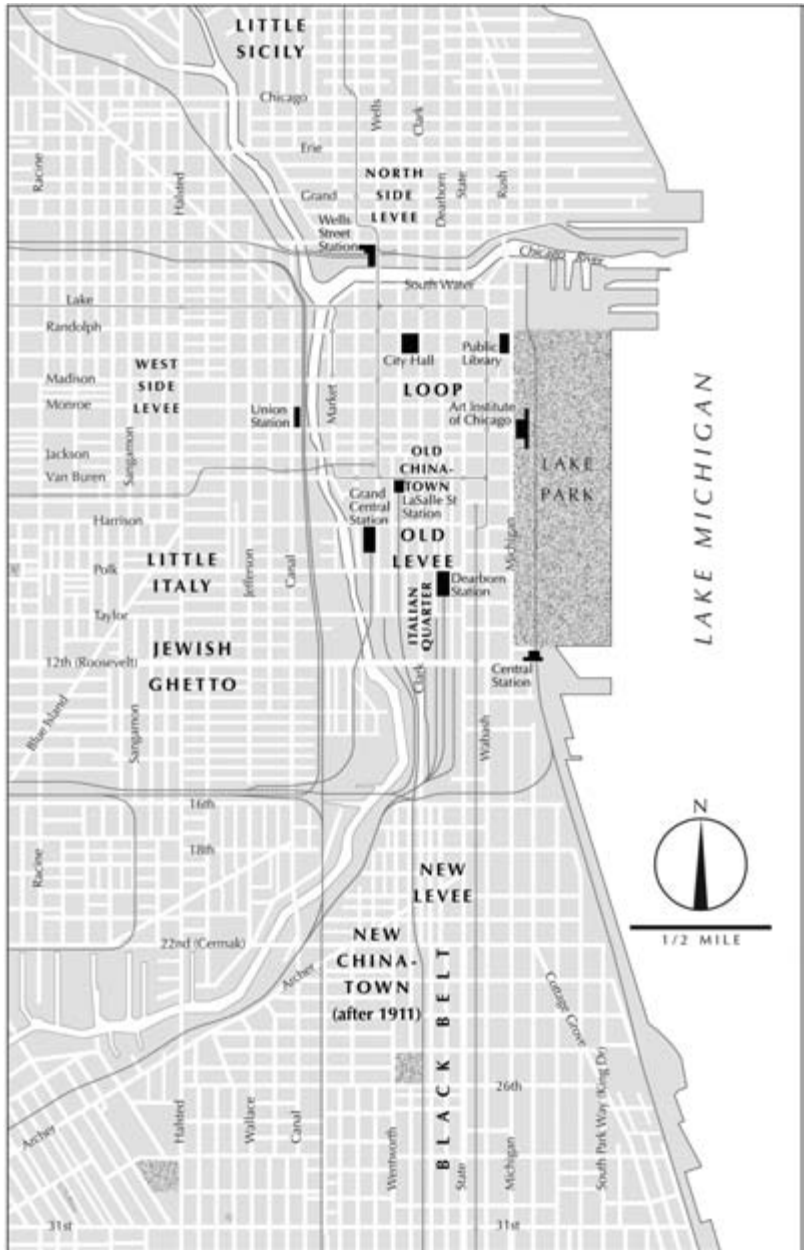 LITTLE
SICILY
Chicago
Wells
Clark
Erie
Racine
Halsted
Grand
NORTH
SIDE
LEVEE
Dearborn
State
Rush
Wells
Street
Station
Chicago River
South Water
Lake
Randolph
City Hall
Public
Library
Madison
Monroe
WEST
SIDE
LEVEE
Union
Station
Market
LOOP
Art Institute
of Chicago
LAKE
PARK
LAKE MICHIGAN
Jackson
Van Buren
Sangamon
OLD
CHINA-
TOWN
LaSalle St
Station
Grand
Central
Station
Harrison
OLD
LEVEE
Michigan
Polk
LITTLE
ITALY
Jefferson
Canal
Dearborn
Station
Taylor
ITALIAN
QUARTER
JEWISH
GHETTO
12th (Roosevelt)
Clark
Central
Station
Blue Island
Sangamon
Wabash
16th
18th
Racine
N
1/2 MILE
NEW
LEVEE
22nd (Cermak)
Archer
NEW
CHINA-
TOWN
(after 1911)
BLACK BELT
Cottage Grove
26th
Archer
Halsted
Wallace
Canal
Wentworth
State
Michigan
South Park Way (King Dr)
31st
31st